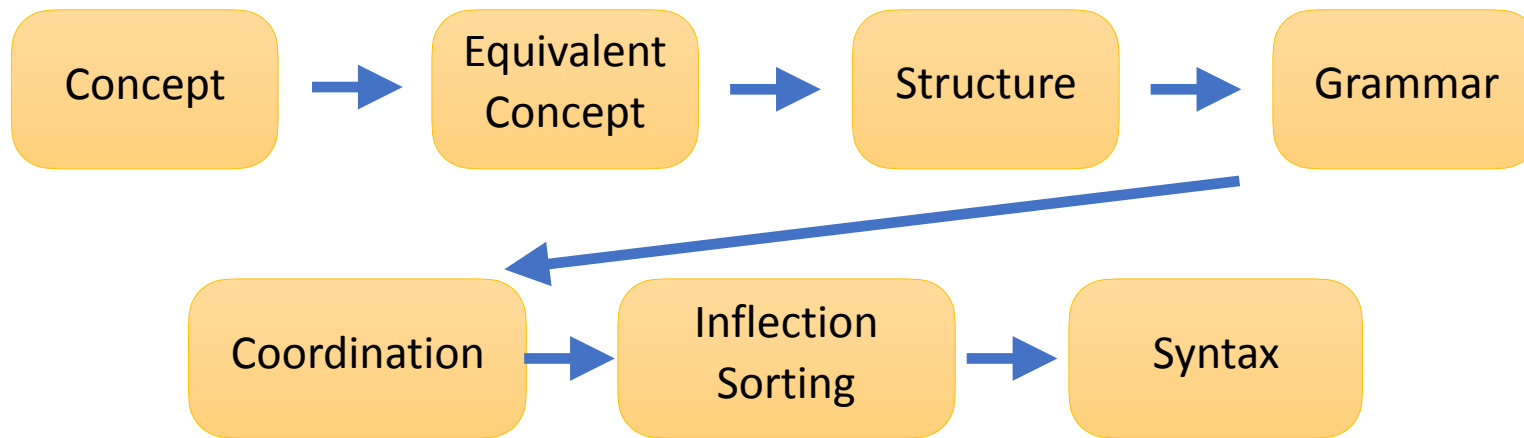 Concept
Equivalent
Concept
Structure
Grammar
Coordination
Inflection
Sorting
Syntax